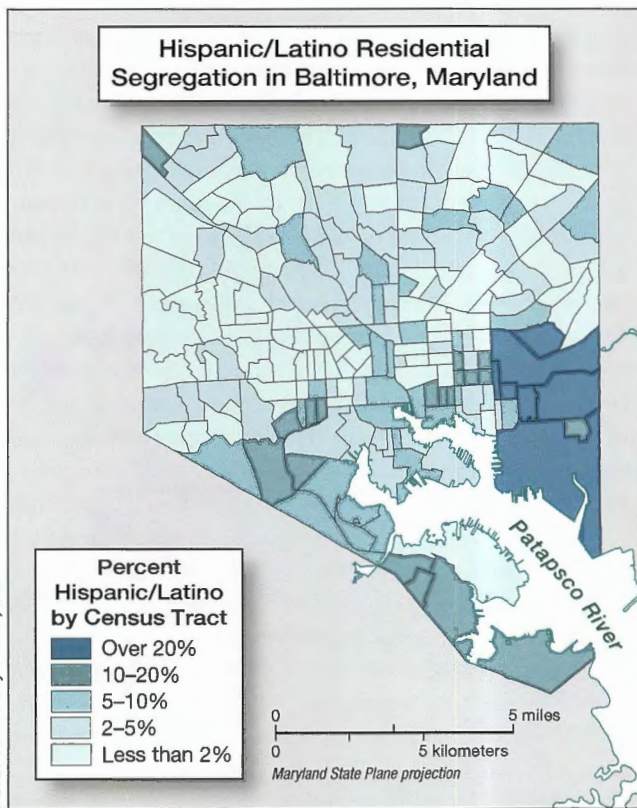 Hispanic/Latino Residential
Segregation in Baltimore, Maryland
Patapsco River
Percent
Hispanic/Latino
by Census Tract
Over 20%
10–20%
5–10%
2–5%
Less than 2%
0 5 miles
0 5 kilometers
Maryland State Plane projection